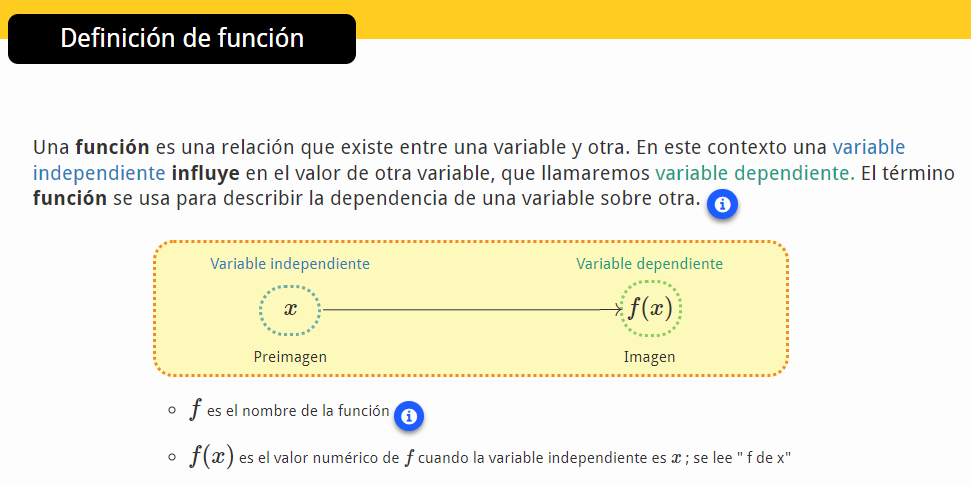 Definición de función
Una función es una relación que existe entre una variable y otra. En este contexto una variable
independiente influye en el valor de otra variable, que llamaremos variable dependiente. El término
función se usa para describir la dependencia de una variable sobre otra.
Variable independiente Variable dependiente
x f(x)
Preimagen Imagen
f es el nombre de la función
f(x) es el valor numérico de f cuando la variable independiente es x ; se lee " f de x"